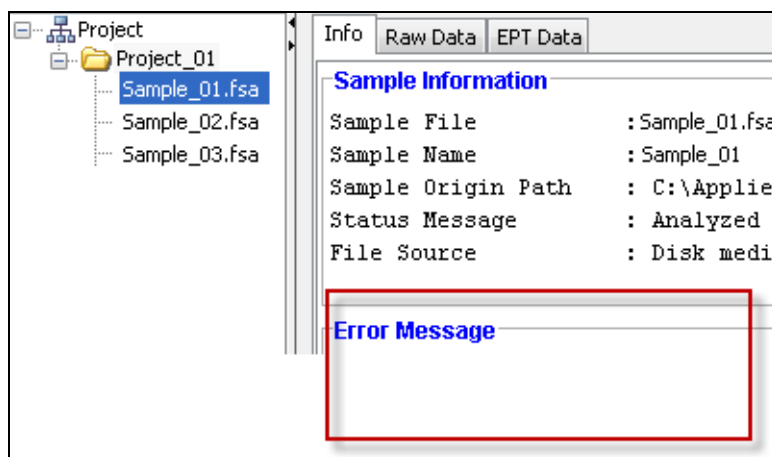 Project
Project_01
Sample_01.fsa
Sample_02.fsa
Sample_03.fsa
Info Raw Data EPT Data
Sample Information
Sample File : Sample_01.fsa
Sample Name : Sample_01
Sample Origin Path : C:\Applie
Status Message : Analyzed
File Source : Disk medi
Error Message